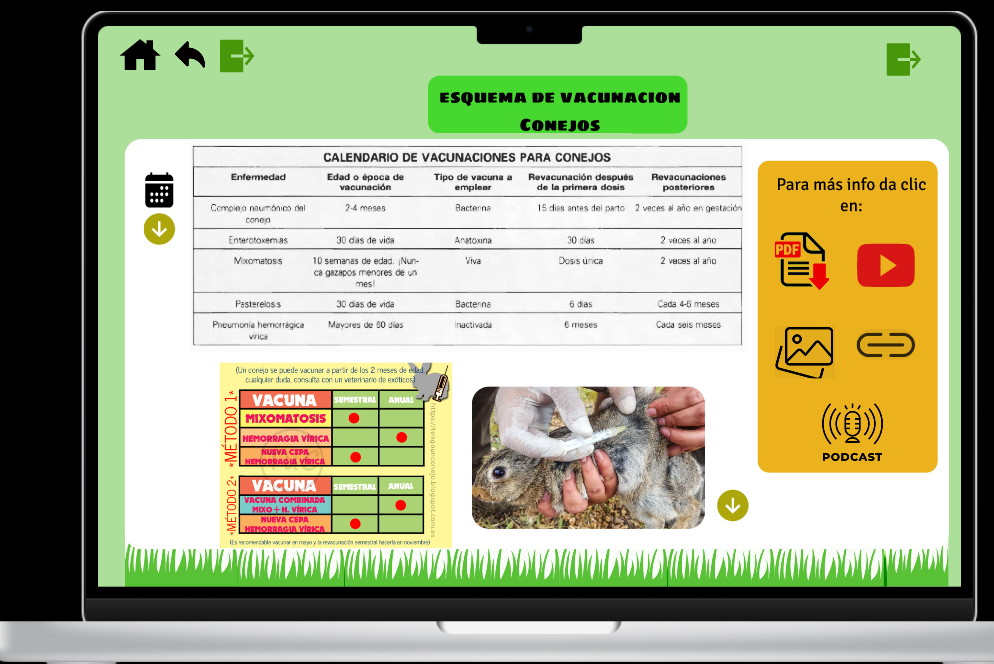 ESQUEMA DE VACUNACION
CONEJOS
CALENDARIO DE VACUNACIONES PARA CONEJOS
Enfermedad
Edad o época de vacunación
Tipo de vacuna a emplear
Revacunación después de la primera dosis
Revacunaciones posteriores
Complejo neumónico del conejo
2-4 meses
Bacterina
15 días antes del parto
2 veces al año en gestación
Enterotoxemias
30 días de vida
Anatoxina
30 días
2 veces al año
Mixomatosis
10 semanas de edad. ¡Nun-
ca gazapos menores de un
mes!
Viva
Dosis única
2 veces al año
Pasterelosis
30 días de vida
Bacterina
6 días
Cada 4-6 meses
Pneumonía hemorrágica
vírica
Mayores de 60 días
Inactivada
6 meses
Cada seis meses
Para más info da clic
en:
PDF
PODCAST
(Un conejo se puede vacunar a partir de los 2 meses de edad,
cualquier duda, consulta con un veterinario de exóticos)
*MÉTODO 1*
VACUNA SEMESTRAL ANUAL
MIXOMATOSIS
HEMORRAGIA VÍRICA
NUEVA CEPA
HEMORRAGIA VÍRICA
*MÉTODO 2*
VACUNA SEMESTRAL ANUAL
VACUNA COMBINADA
MIXO + H. VÍRICA
NUEVA CEPA
HEMORRAGIA VÍRICA
(Es recomendable vacunar en mayo y la revacunación semestral hacerla en noviembre)